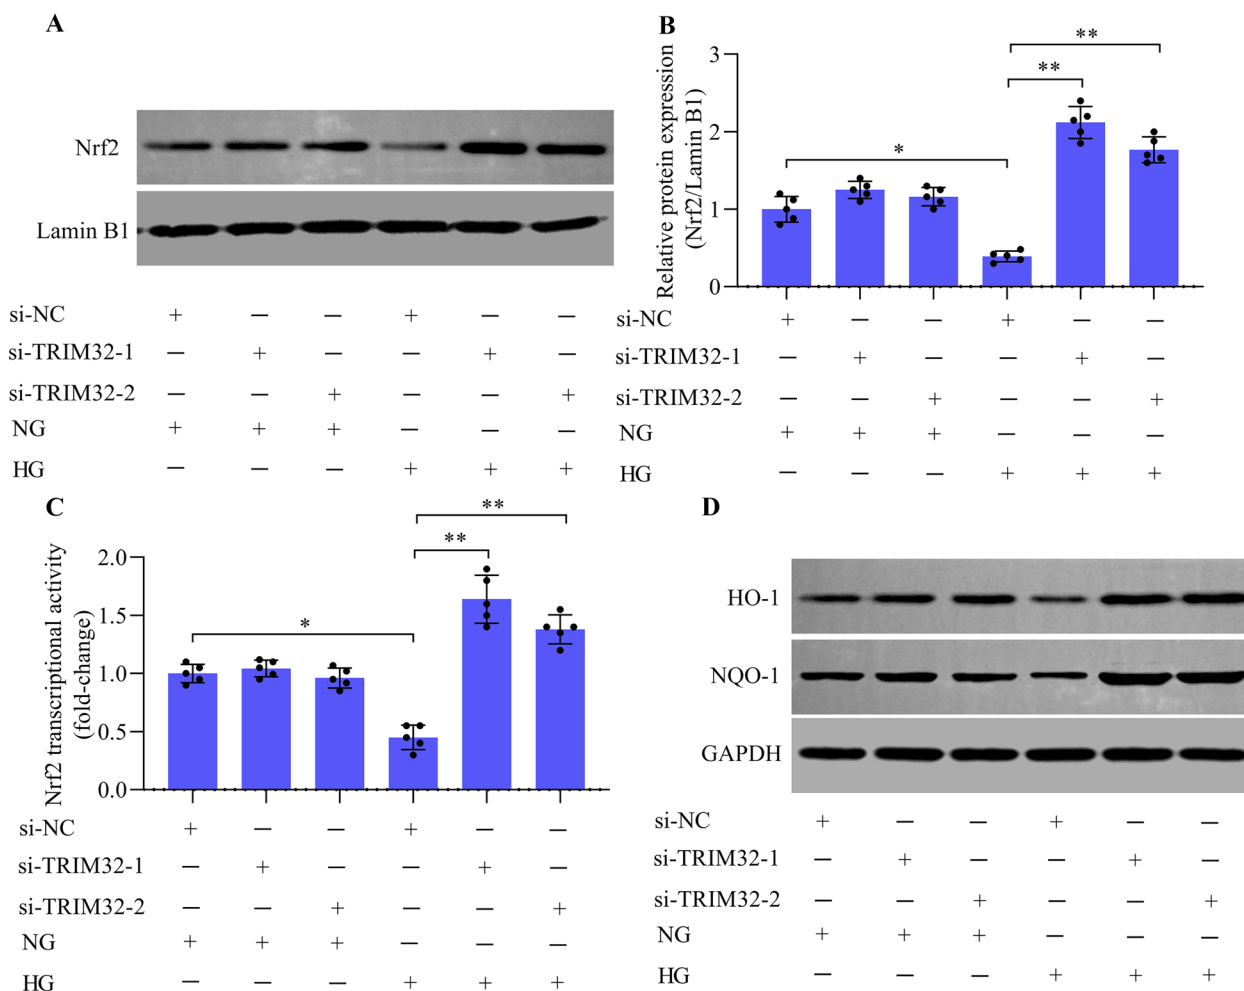 A
Nrf2
Lamin B1
si-NC + — — + — —
si-TRIM32-1 — + — — + —
si-TRIM32-2 — — + — — +
NG + + + — — —
HG — — — + + +
B
Relative protein expression
(Nrf2/Lamin B1)
3
2
1
0
**
**
*
si-NC + — — + — —
si-TRIM32-1 — + — — + —
si-TRIM32-2 — — + — — +
NG + + + — — —
HG — — — + + +
C
Nrf2 transcriptional activity
(fold-change)
2.0
1.5
1.0
0.5
0.0
**
**
*
si-NC + — — + — —
si-TRIM32-1 — + — — + —
si-TRIM32-2 — — + — — +
NG + + + — — —
HG — — — + + +
D
HO-1
NQO-1
GAPDH
si-NC + — — + — —
si-TRIM32-1 — + — — + —
si-TRIM32-2 — — + — — +
NG + + + — — —
HG — — — + + +